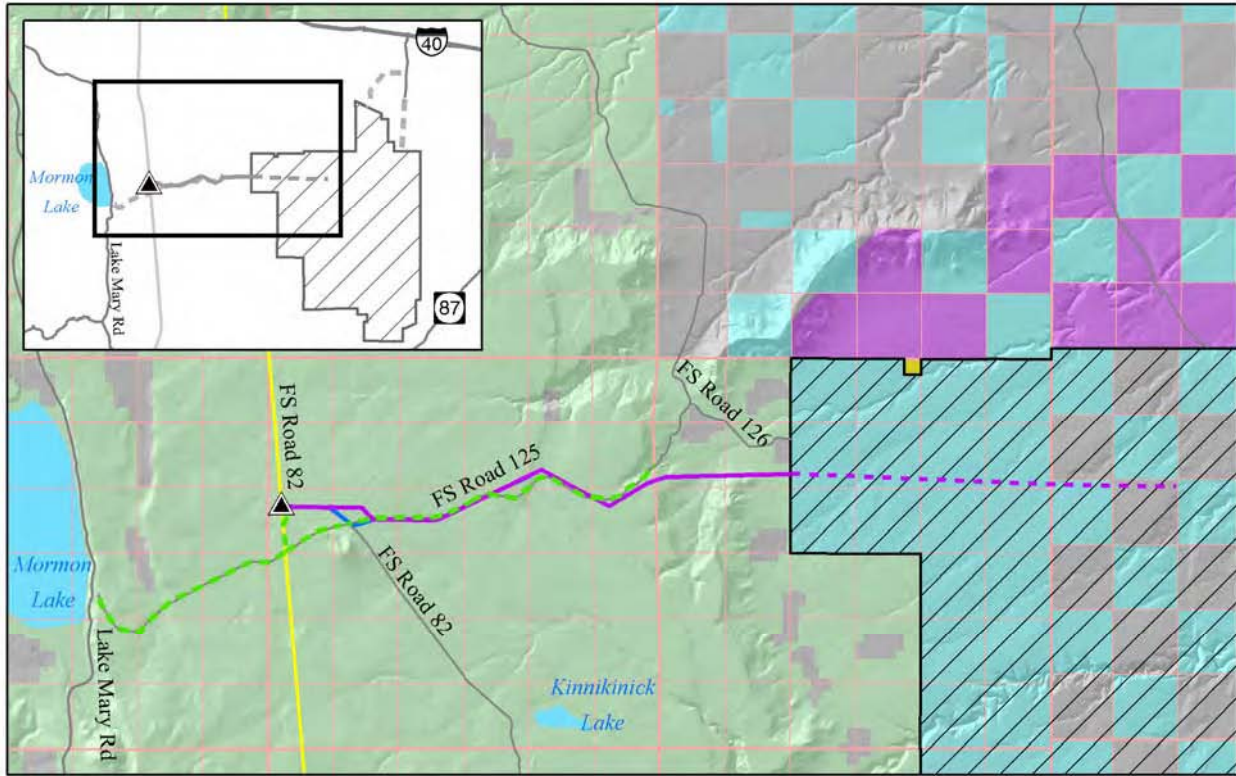 40
Mormon
Lake
Lake Mary Rd
87
FS Road 82
FS Road 126
FS Road 125
Mormon
Lake
FS Road 82
Lake Mary Rd
Kinnikinick
Lake